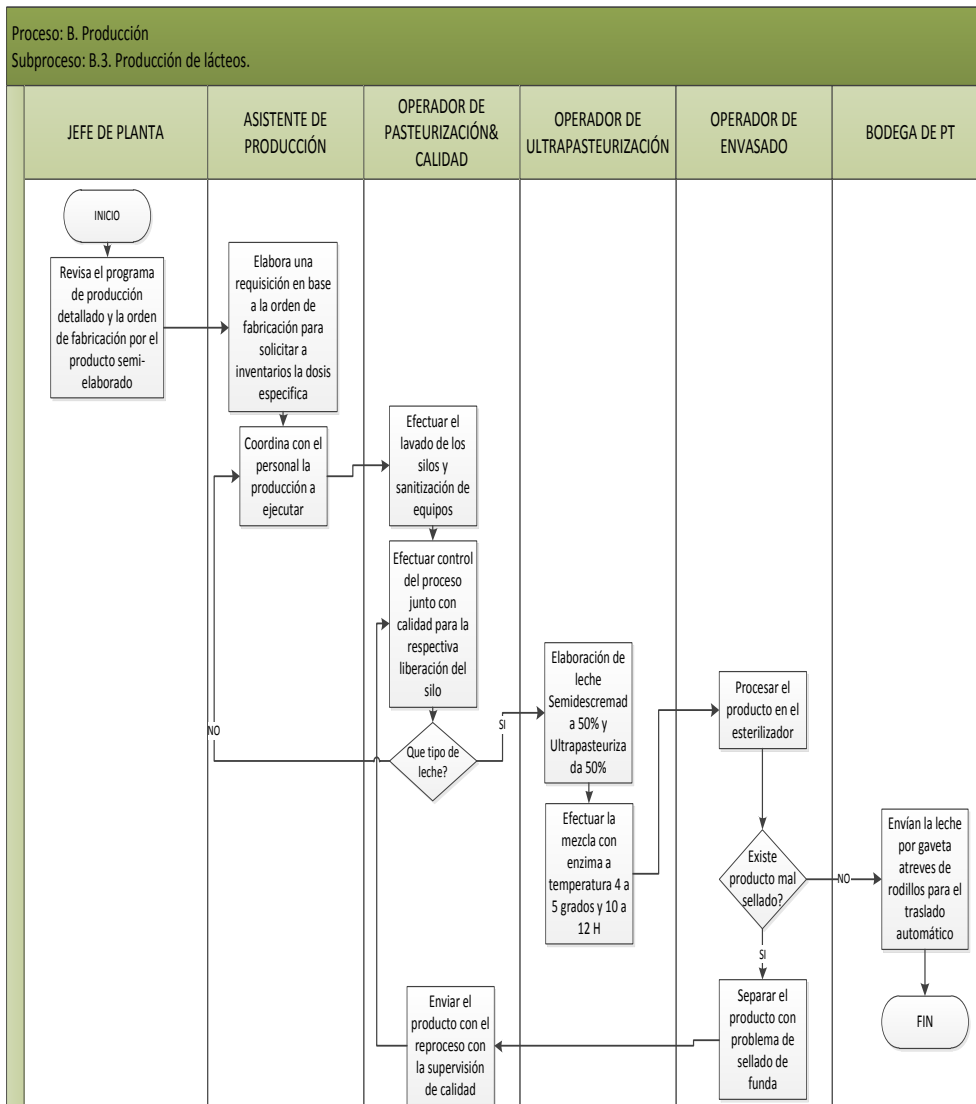 Proceso: B. Producción
Subproceso: B.3. Producción de lácteos.
JEFE DE PLANTA
ASISTENTE DE
PRODUCCIÓN
OPERADOR DE
PASTEURIZACIÓN&
CALIDAD
OPERADOR DE
ULTRAPASTEURIZACIÓN
OPERADOR DE
ENVASADO
BODEGA DE PT
INICIO
Revisa el programa
de producción
detallado y la orden
de fabricación por el
producto semi-
elaborado
Elabora una
requisición en base
a la orden de
fabricación para
solicitar a
inventarios la dosis
especifica
Coordina con el
personal la
producción a
ejecutar
Efectuar el
lavado de los
silos y
sanitización de
equipos
Efectuar control
del proceso
junto con
calidad para la
respectiva
liberación del
silo
Que tipo de
leche?
NO
SI
Elaboración de
leche
Semidescremad
a 50% y
Ultrapasteuriza
da 50%
Efectuar la
mezcla con
enzima a
temperatura 4 a
5 grados y 10 a
12 H
Procesar el
producto en el
esterilizador
Existe
producto mal
sellado?
NO
SI
Envían la leche
por gaveta
atreves de
rodillos para el
traslado
automático
FIN
Separar el
producto con
problema de
sellado de
funda
Enviar el
producto con el
reproceso con
la supervisión
de calidad